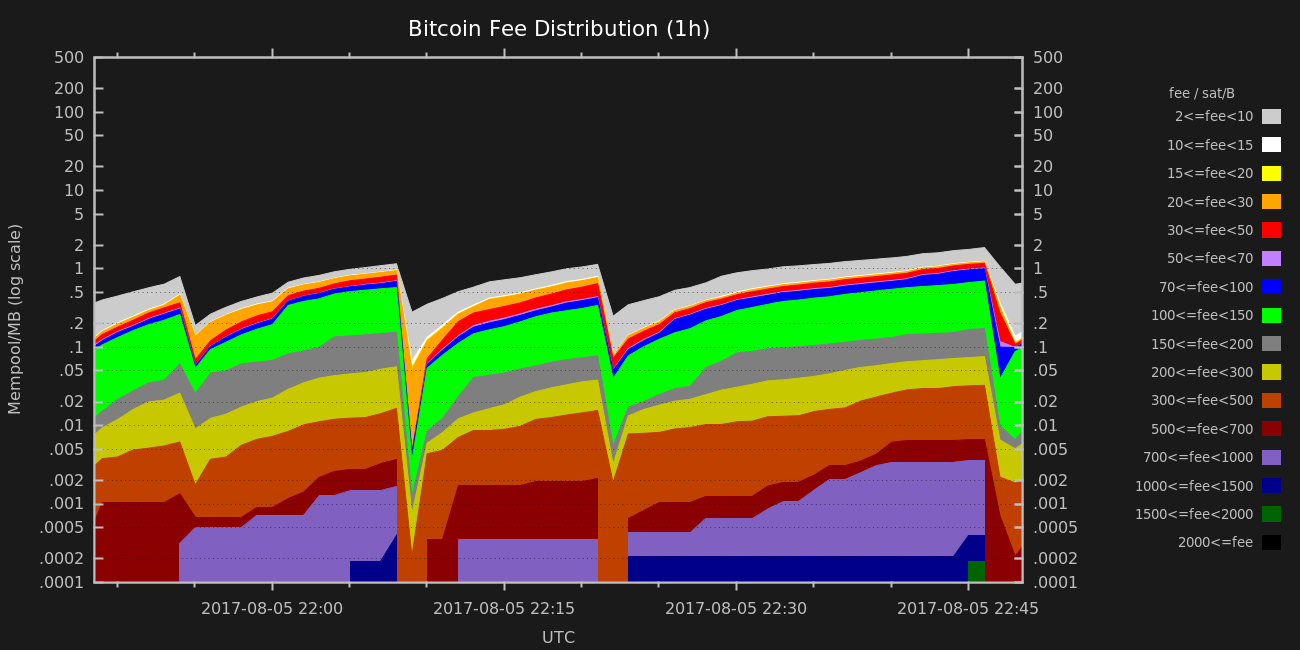 Bitcoin Fee Distribution (1h)
Mempool/MB (log scale)
500
200
100
50
20
10
5
2
1
.5
.2
.1
.05
.02
.01
.005
.002
.001
.0005
.0002
.0001
500
200
100
50
20
10
5
2
1
.5
.2
.1
.05
.02
.01
.005
.002
.001
.0005
.0002
.0001
2017-08-05 22:00
2017-08-05 22:15
2017-08-05 22:30
2017-08-05 22:45
UTC
fee / sat/B
2<=fee<10
10<=fee<15
15<=fee<20
20<=fee<30
30<=fee<50
50<=fee<70
70<=fee<100
100<=fee<150
150<=fee<200
200<=fee<300
300<=fee<500
500<=fee<700
700<=fee<1000
1000<=fee<1500
1500<=fee<2000
2000<=fee